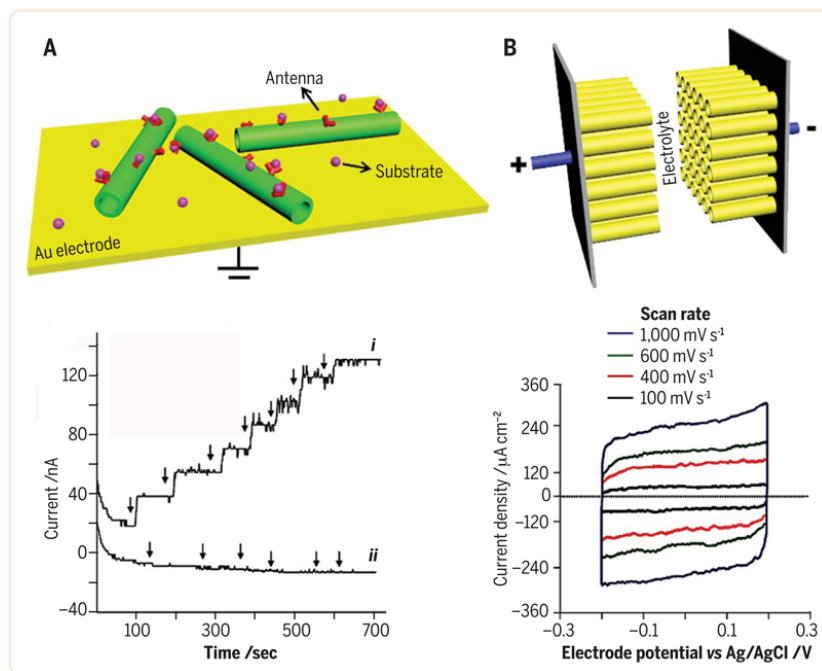 A
Antenna
Substrate
Au electrode
B
+
-
Electrolyte
i
ii
120
80
40
0
−40
Current /nA
100
300
500
700
Time /sec
Scan rate
1,000 mV s⁻¹
600 mV s⁻¹
400 mV s⁻¹
100 mV s⁻¹
360
240
120
0
−120
−240
−360
Current density /µA cm⁻²
−0.3
−0.1
0.1
0.3
Electrode potential vs Ag/AgCl /V